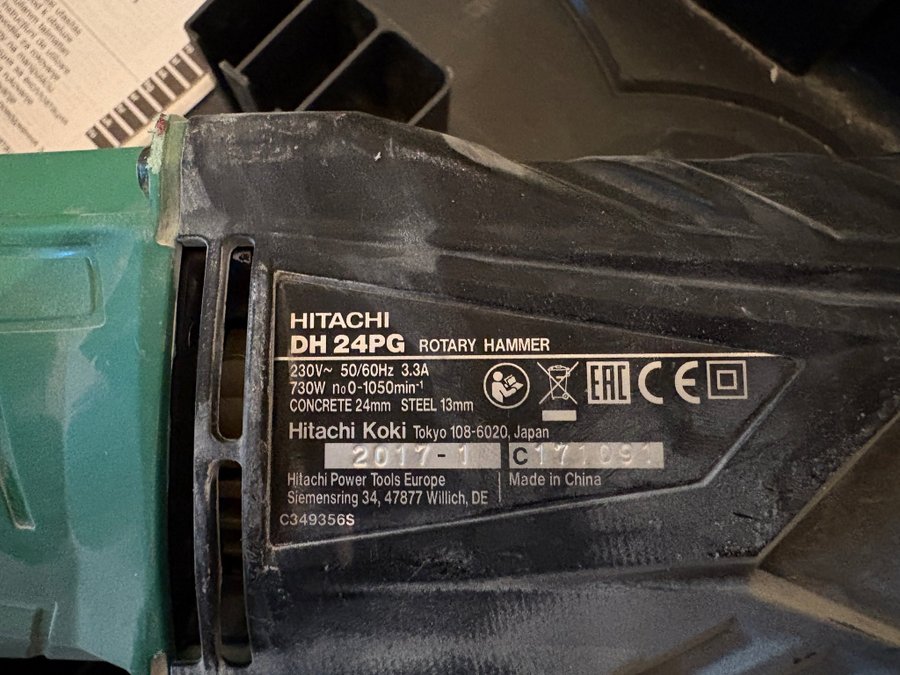 HITACHI
DH 24PG ROTARY HAMMER
230V~ 50/60Hz 3.3A
730W n₀0-1050min⁻¹
CONCRETE 24mm STEEL 13mm
EAC CE
Hitachi Koki Tokyo 108-6020, Japan
2017-1 C171091
Hitachi Power Tools Europe Made in China
Siemensring 34, 47877 Willich, DE
C349356S